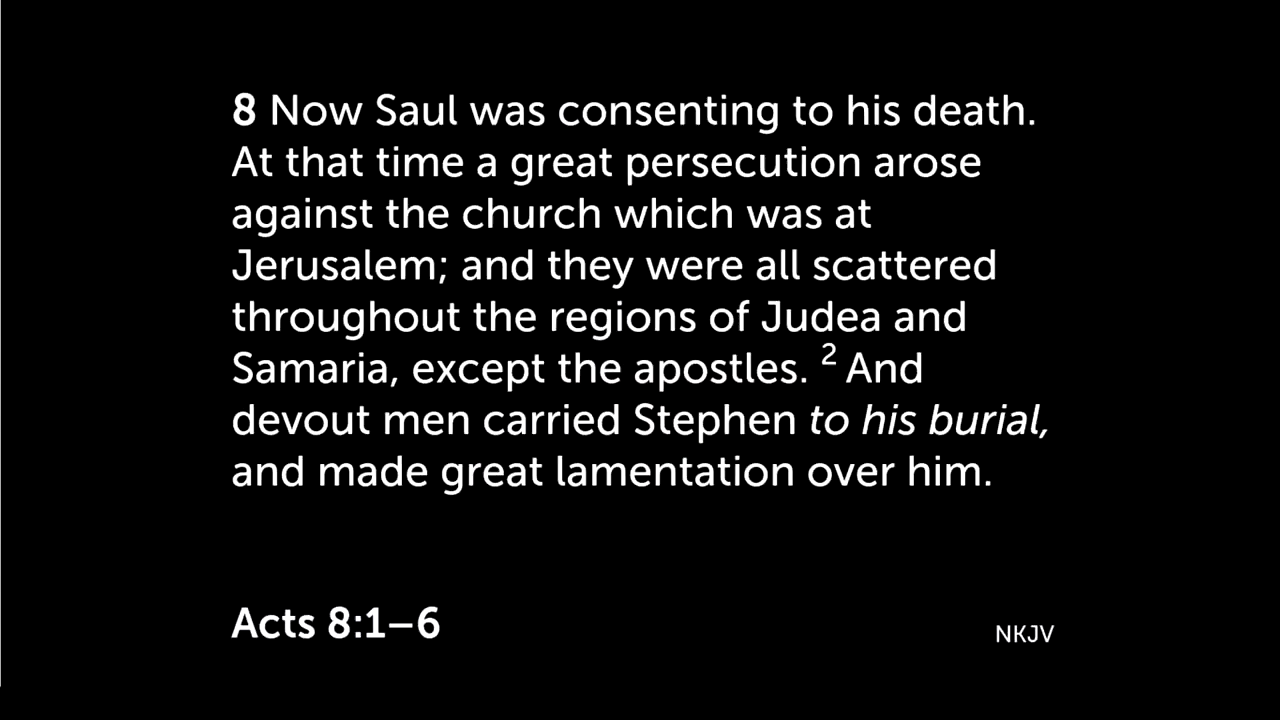 8 Now Saul was consenting to his death.
At that time a great persecution arose
against the church which was at
Jerusalem; and they were all scattered
throughout the regions of Judea and
Samaria, except the apostles. 2 And
devout men carried Stephen to his burial,
and made great lamentation over him.
Acts 8:1–6
NKJV